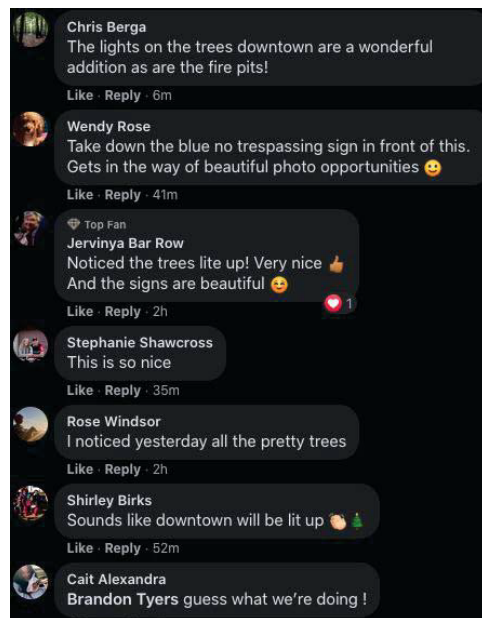 Chris Berga
The lights on the trees downtown are a wonderful
addition as are the fire pits!
Like · Reply · 6m
Wendy Rose
Take down the blue no trespassing sign in front of this.
Gets in the way of beautiful photo opportunities 🙂
Like · Reply · 41m
Top Fan
Jervinya Bar Row
Noticed the trees lite up! Very nice 👍🏽
And the signs are beautiful ☺️
1
Like · Reply · 2h
Stephanie Shawcross
This is so nice
Like · Reply · 35m
Rose Windsor
I noticed yesterday all the pretty trees
Like · Reply · 2h
Shirley Birks
Sounds like downtown will be lit up 👏🏻🎄
Like · Reply · 52m
Cait Alexandra
Brandon Tyers guess what we're doing !